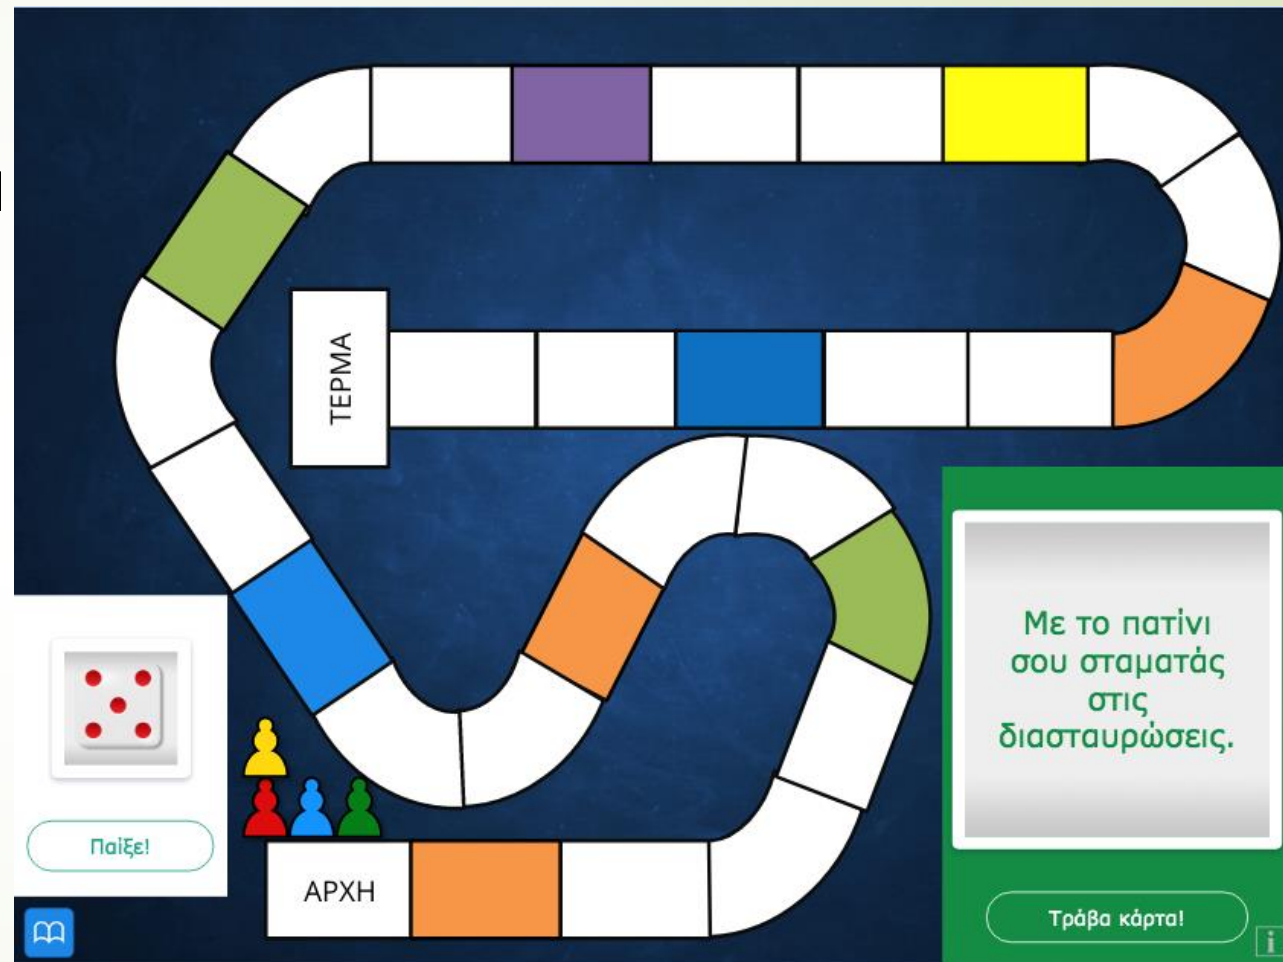 ΤΕΡΜΑ
Με το πατίνι
σου σταματάς
στις
διασταυρώσεις.
Παίξε!
ΑΡΧΗ
Τράβα κάρτα!
i